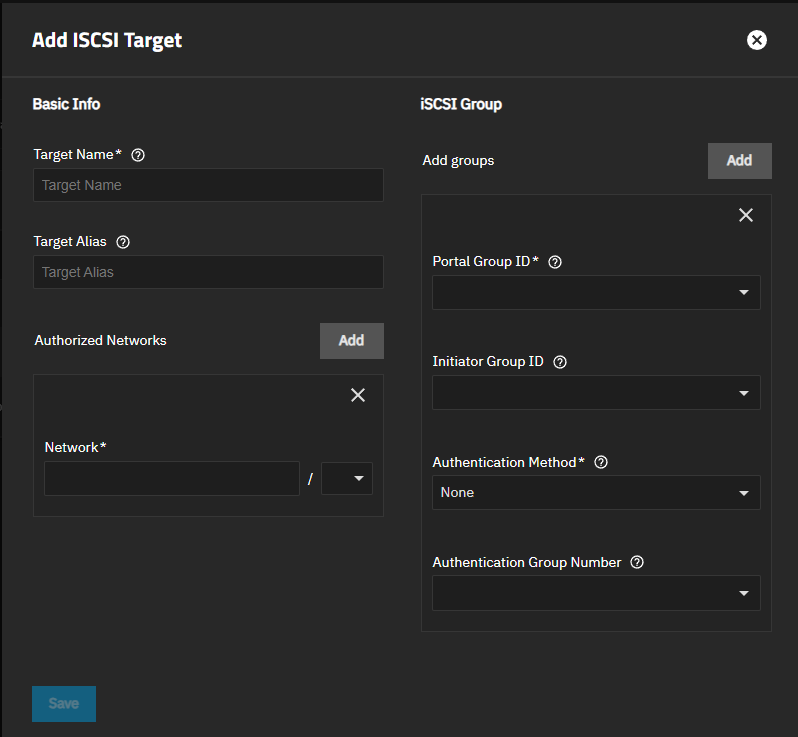 Add ISCSI Target
Basic Info
Target Name*
Target Name
Target Alias
Target Alias
Authorized Networks
Add
Network*
/
iSCSI Group
Add groups
Add
Portal Group ID*
Initiator Group ID
Authentication Method*
None
Authentication Group Number
Save